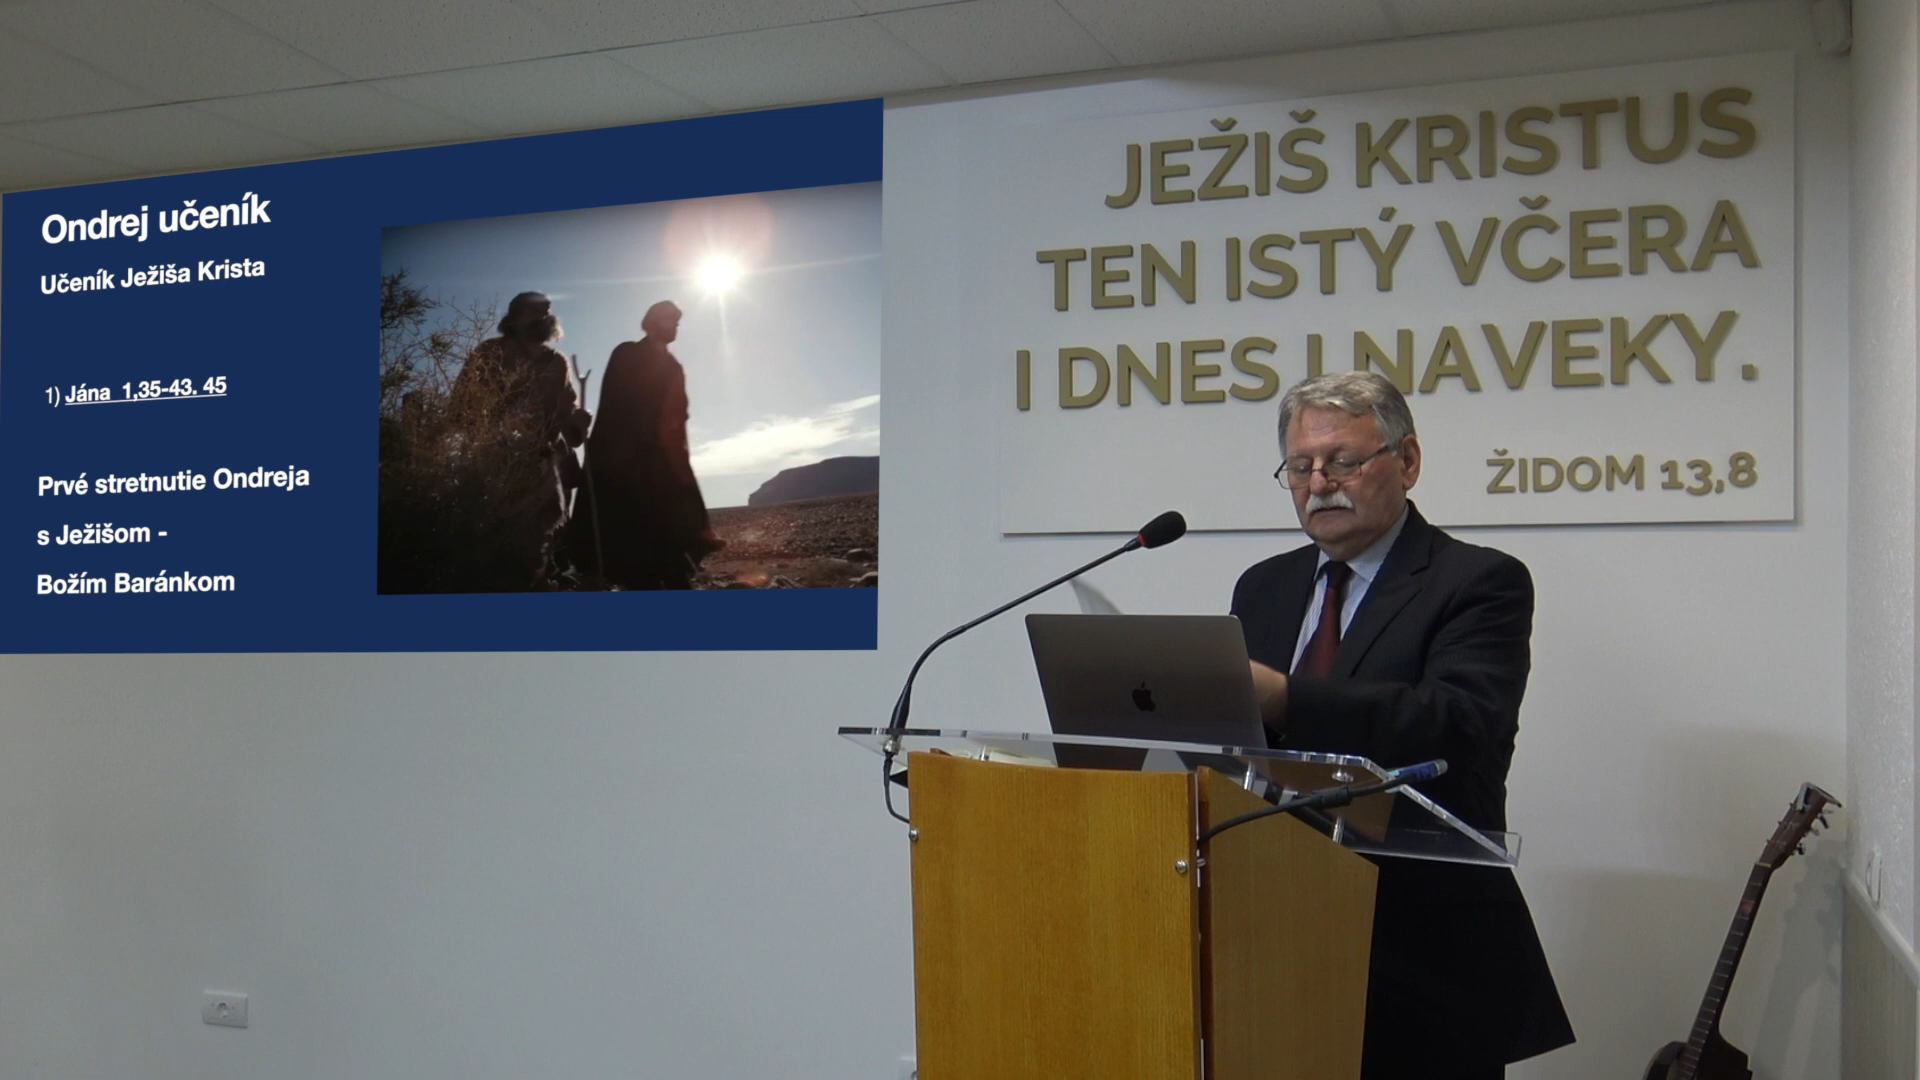 Ondrej učeník
Učeník Ježiša Krista
1) Jána 1,35-43. 45
Prvé stretnutie Ondreja
s Ježišom -
Božím Baránkom
JEŽIŠ KRISTUS
TEN ISTÝ VČERA
I DNES I NAVEKY.
ŽIDOM 13,8